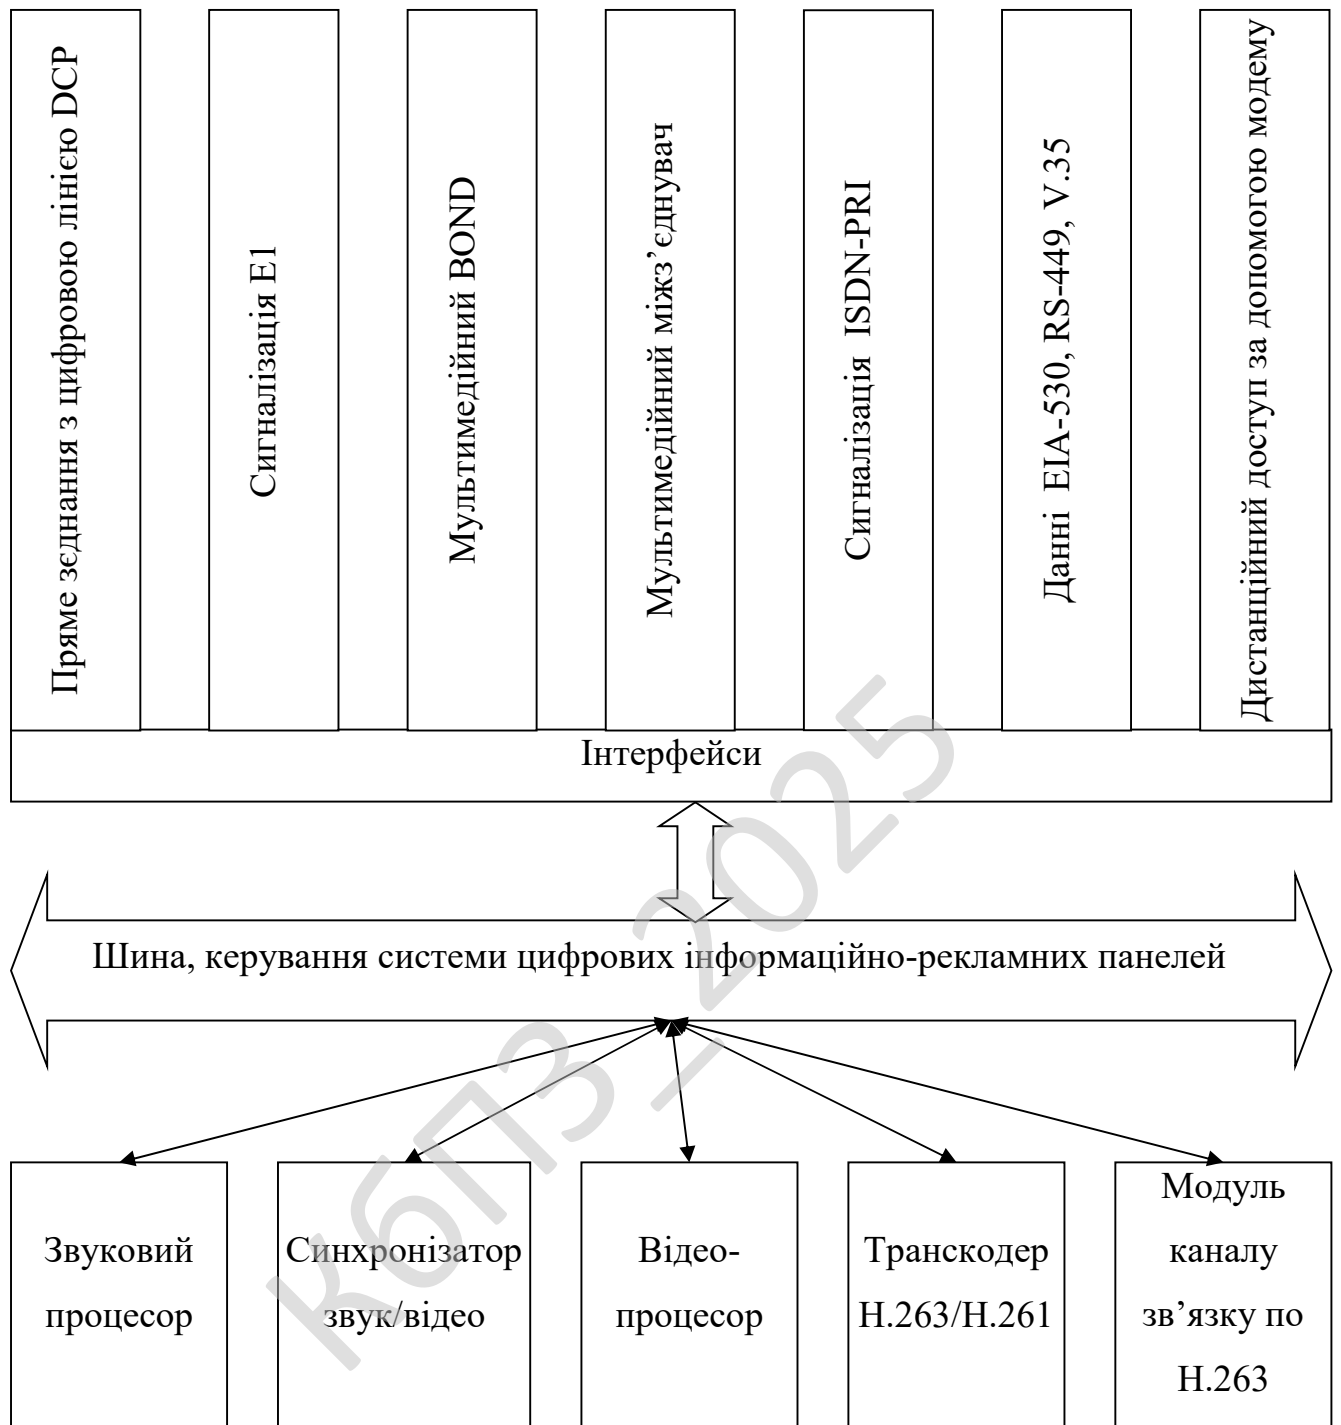 Пряме зєднання з цифровою лінією DCP
Сигналізація E1
Мультимедійний BOND
Мультимедійний міжз’єднувач
Сигналізація ISDN-PRI
Данні EIA-530, RS-449, V.35
Дистанційний доступ за допомогою модему
Інтерфейси
Шина, керування системи цифрових інформаційно-рекламних панелей
Звуковий
процесор
Синхронізатор
звук/відео
Відео-
процесор
Транскодер
H.263/H.261
Модуль
каналу
зв’язку по
H.263
КбПЗ_2025